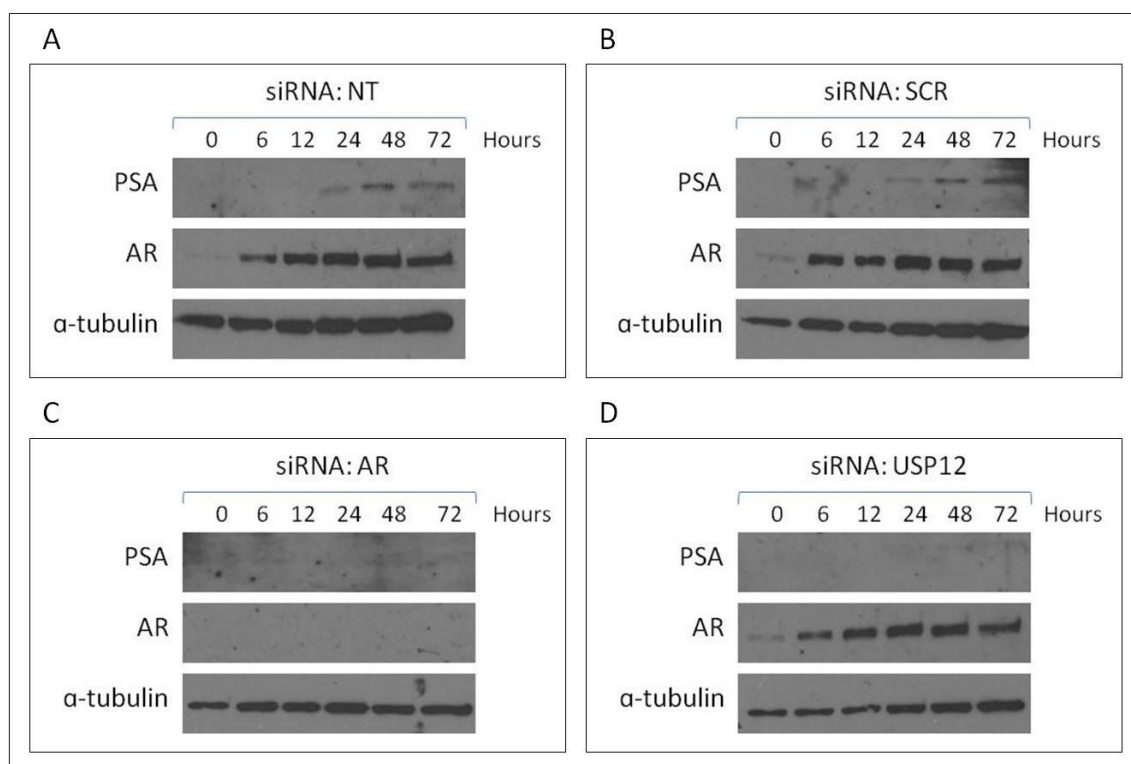 A
siRNA: NT
0 6 12 24 48 72 Hours
PSA
AR
α-tubulin
B
siRNA: SCR
0 6 12 24 48 72 Hours
PSA
AR
α-tubulin
C
siRNA: AR
0 6 12 24 48 72 Hours
PSA
AR
α-tubulin
D
siRNA: USP12
0 6 12 24 48 72 Hours
PSA
AR
α-tubulin